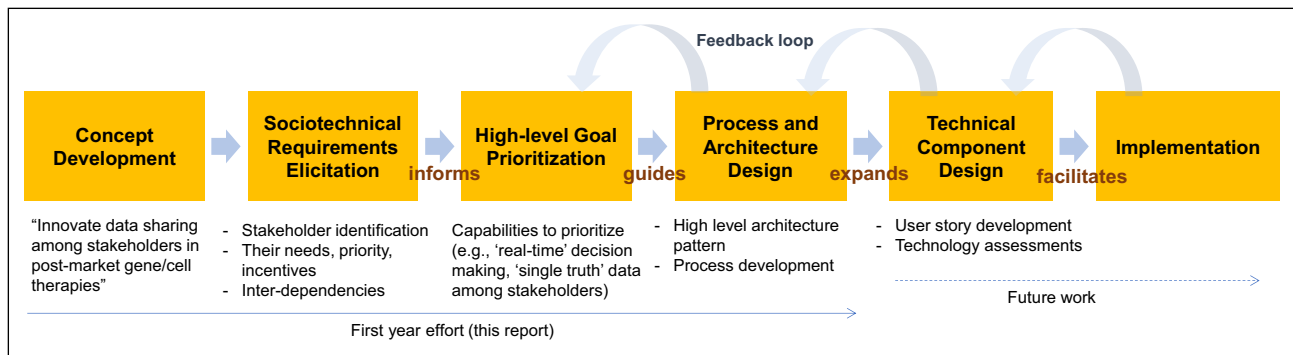 Feedback loop
Concept
Development
Sociotechnical
Requirements
Elicitation
informs
High-level Goal
Prioritization
guides
Process and
Architecture
Design
expands
Technical
Component
Design
facilitates
Implementation
“Innovate data sharing
among stakeholders in
post-market gene/cell
therapies”
- Stakeholder identification
- Their needs, priority,
incentives
- Inter-dependencies
Capabilities to prioritize
(e.g., ‘real-time’ decision
making, ‘single truth’ data
among stakeholders)
- High level architecture
pattern
- Process development
- User story development
- Technology assessments
First year effort (this report)
Future work